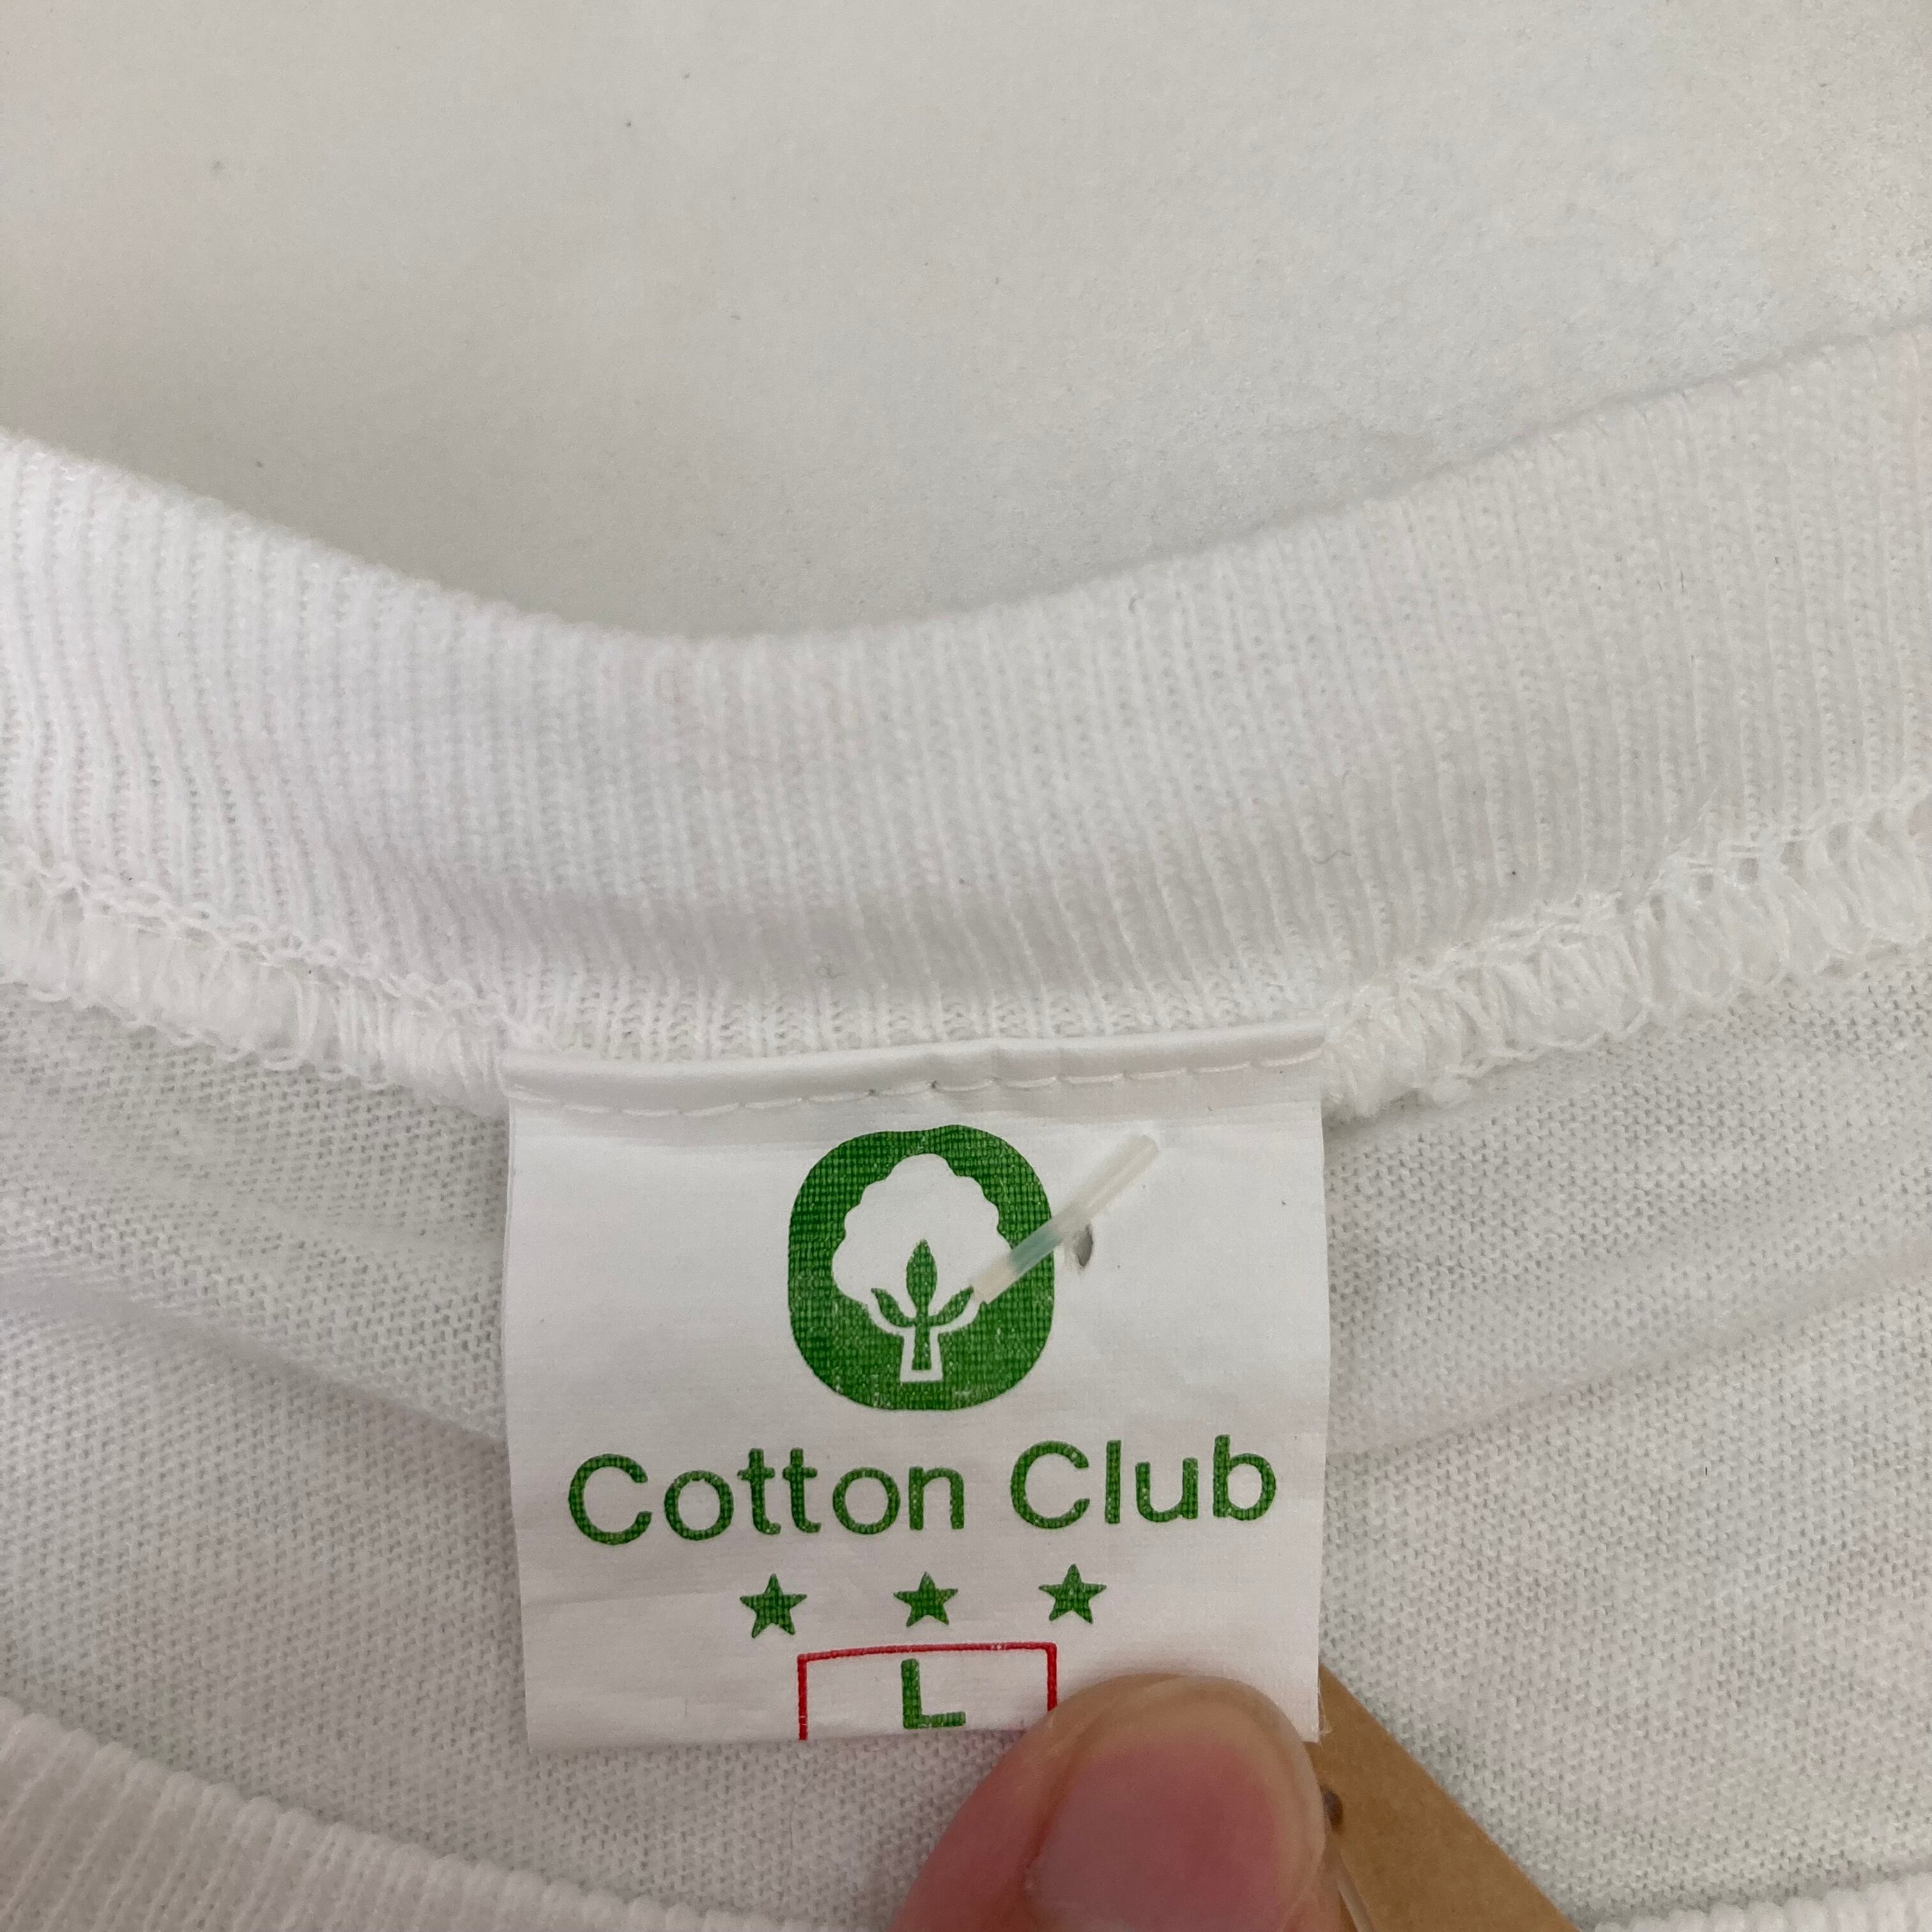 Cotton Club
★ ★ ★
L